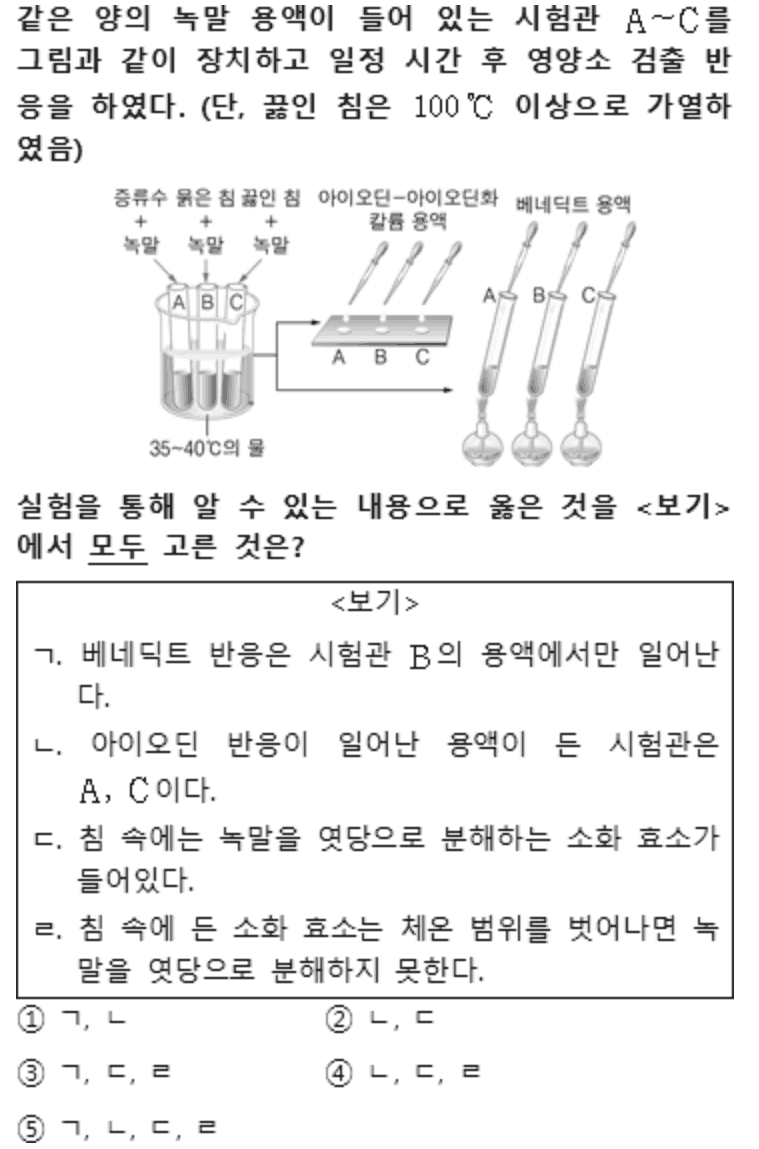 같은 양의 녹말 용액이 들어 있는 시험관 A~C를
그림과 같이 장치하고 일정 시간 후 영양소 검출 반
응을 하였다. (단, 끓인 침은 100℃ 이상으로 가열하
였음)
증류수 묽은 침 끓인 침 아이오딘-아이오딘화 베네딕트 용액
+ + + 칼륨 용액
녹말 녹말 녹말
A B C
A B C
A B C
35~40℃의 물
실험을 통해 알 수 있는 내용으로 옳은 것을 <보기>
에서 모두 고른 것은?
<보기>
ㄱ. 베네딕트 반응은 시험관 B의 용액에서만 일어난
다.
ㄴ. 아이오딘 반응이 일어난 용액이 든 시험관은
A, C이다.
ㄷ. 침 속에는 녹말을 엿당으로 분해하는 소화 효소가
들어있다.
ㄹ. 침 속에 든 소화 효소는 체온 범위를 벗어나면 녹
말을 엿당으로 분해하지 못한다.
① ㄱ, ㄴ ② ㄴ, ㄷ
③ ㄱ, ㄷ, ㄹ ④ ㄴ, ㄷ, ㄹ
⑤ ㄱ, ㄴ, ㄷ, ㄹ